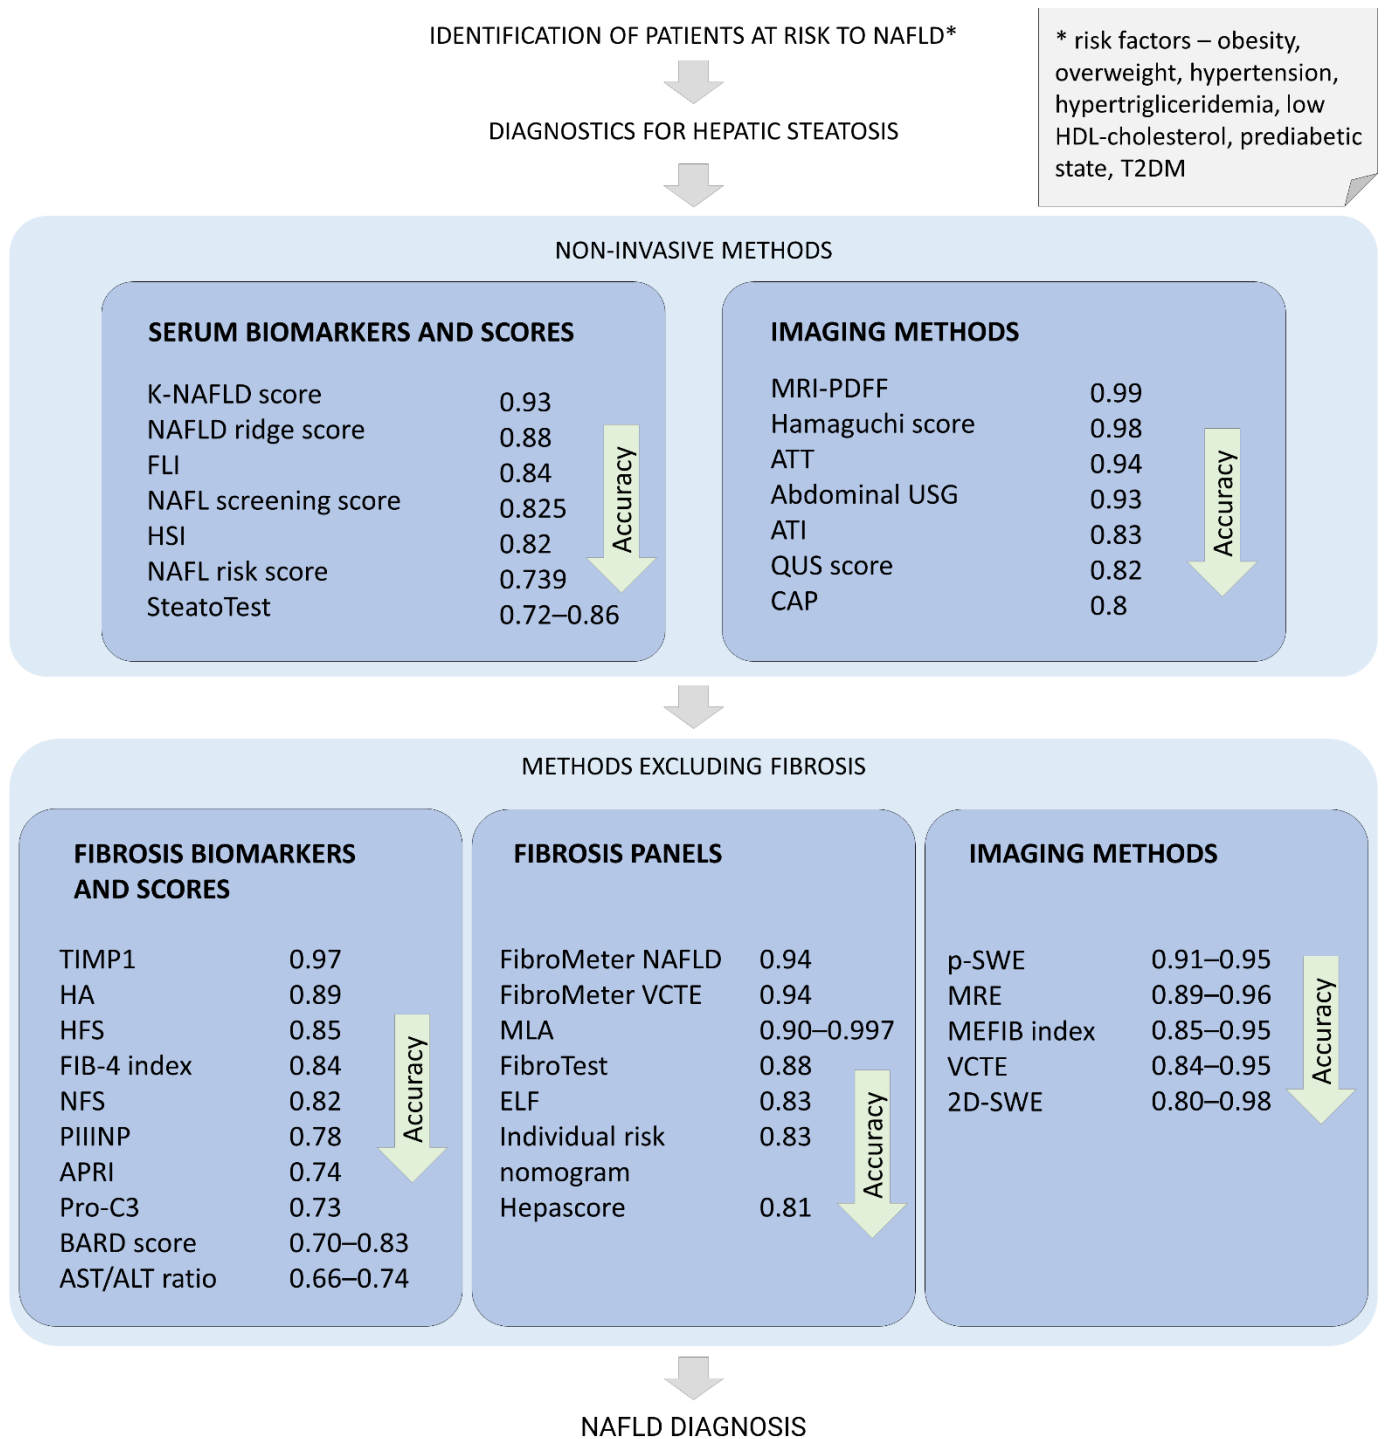 IDENTIFICATION OF PATIENTS AT RISK TO NAFLD*
* risk factors – obesity,
overweight, hypertension,
hypertrigliceridemia, low
HDL-cholesterol, prediabetic
state, T2DM
DIAGNOSTICS FOR HEPATIC STEATOSIS
NON-INVASIVE METHODS
SERUM BIOMARKERS AND SCORES
K-NAFLD score 0.93
NAFLD ridge score 0.88
FLI 0.84
NAFL screening score 0.825
HSI 0.82
NAFL risk score 0.739
SteatoTest 0.72–0.86
Accuracy
IMAGING METHODS
MRI-PDFF 0.99
Hamaguchi score 0.98
ATT 0.94
Abdominal USG 0.93
ATI 0.83
QUS score 0.82
CAP 0.8
Accuracy
METHODS EXCLUDING FIBROSIS
FIBROSIS BIOMARKERS
AND SCORES
TIMP1 0.97
HA 0.89
HFS 0.85
FIB-4 index 0.84
NFS 0.82
PIIINP 0.78
APRI 0.74
Pro-C3 0.73
BARD score 0.70–0.83
AST/ALT ratio 0.66–0.74
Accuracy
FIBROSIS PANELS
FibroMeter NAFLD 0.94
FibroMeter VCTE 0.94
MLA 0.90–0.997
FibroTest 0.88
ELF 0.83
Individual risk 0.83
nomogram
Hepascore 0.81
Accuracy
IMAGING METHODS
p-SWE 0.91–0.95
MRE 0.89–0.96
MEFIB index 0.85–0.95
VCTE 0.84–0.95
2D-SWE 0.80–0.98
Accuracy
NAFLD DIAGNOSIS